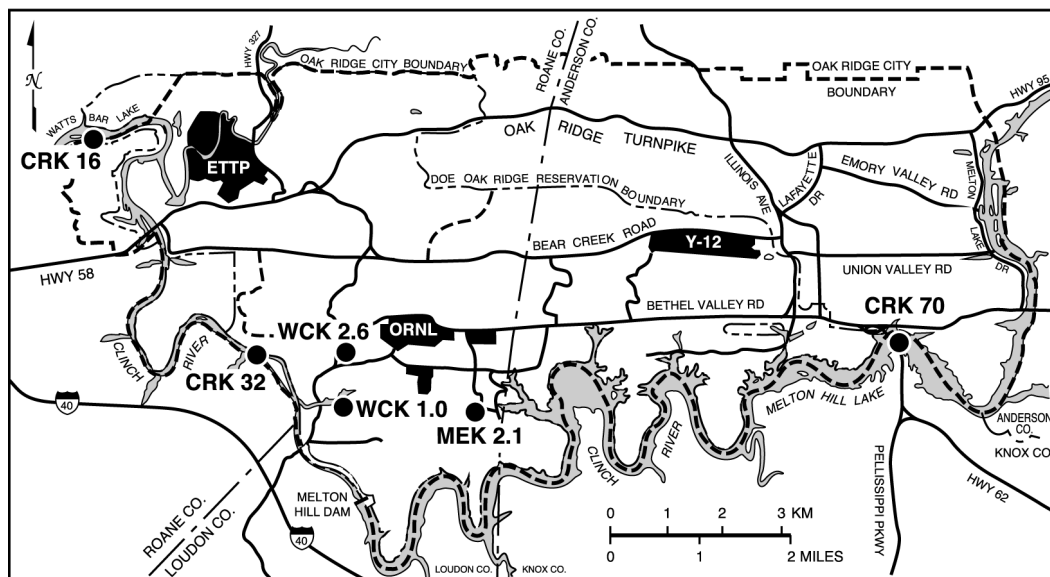 HWY 327
OAK RIDGE CITY BOUNDARY
ROANE CO.
ANDERSON CO.
OAK RIDGE CITY
BOUNDARY
HWY 95
N
WATTS BAR LAKE
CRK 16
ETTP
OAK RIDGE TURNPIKE
ILLINOIS AVE
LAFAYETTE
DR
EMORY VALLEY RD
MELTON
LAKE
DR
DOE OAK RIDGE RESERVATION BOUNDARY
BEAR CREEK ROAD
Y-12
HWY 58
UNION VALLEY RD
BETHEL VALLEY RD
CRK 70
WCK 2.6
ORNL
CLINCH
RIVER
CRK 32
WCK 1.0
MEK 2.1
MELTON HILL LAKE
40
ANDERSON
CO.
KNOX CO.
CLINCH
RIVER
PELLISSIPPI PKWY
HWY 62
ROANE CO.
LOUDON CO.
MELTON
HILL DAM
40
0 1 2 3 KM
0 1 2 MILES
LOUDON CO.
KNOX CO.